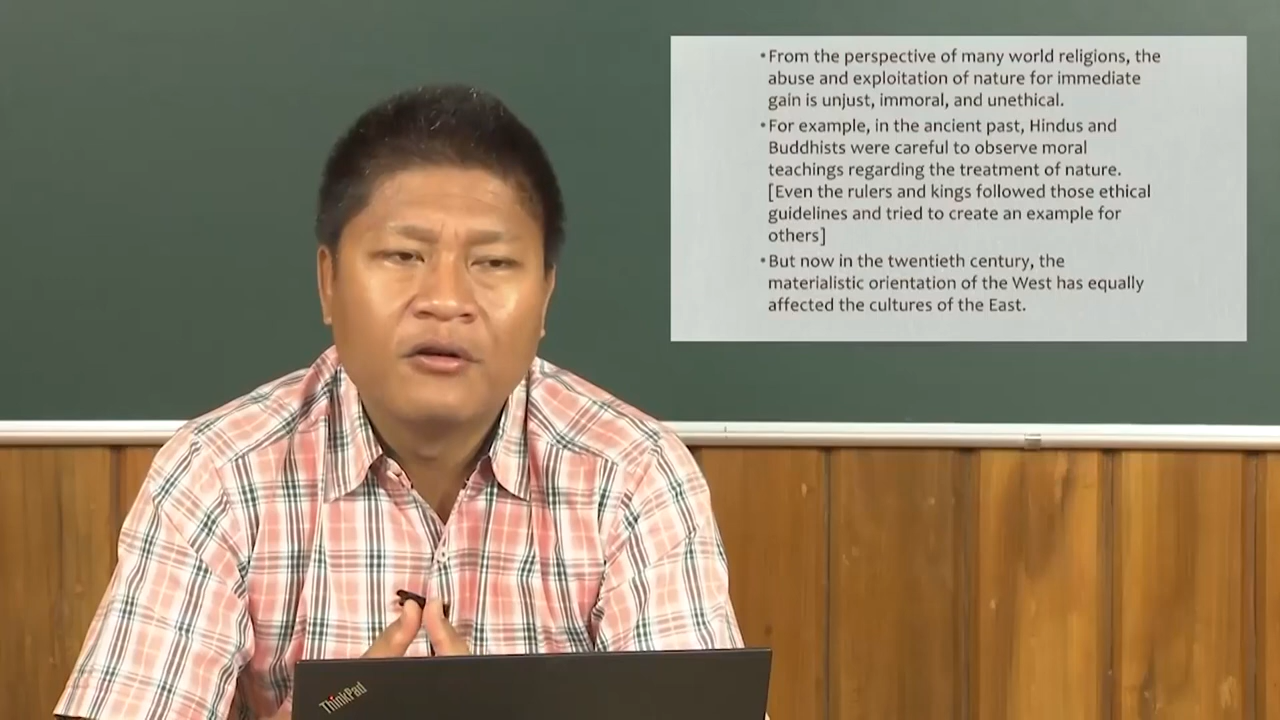 •From the perspective of many world religions, the
abuse and exploitation of nature for immediate
gain is unjust, immoral, and unethical.
•For example, in the ancient past, Hindus and
Buddhists were careful to observe moral
teachings regarding the treatment of nature.
[Even the rulers and kings followed those ethical
guidelines and tried to create an example for
others]
•But now in the twentieth century, the
materialistic orientation of the West has equally
affected the cultures of the East.
ThinkPad